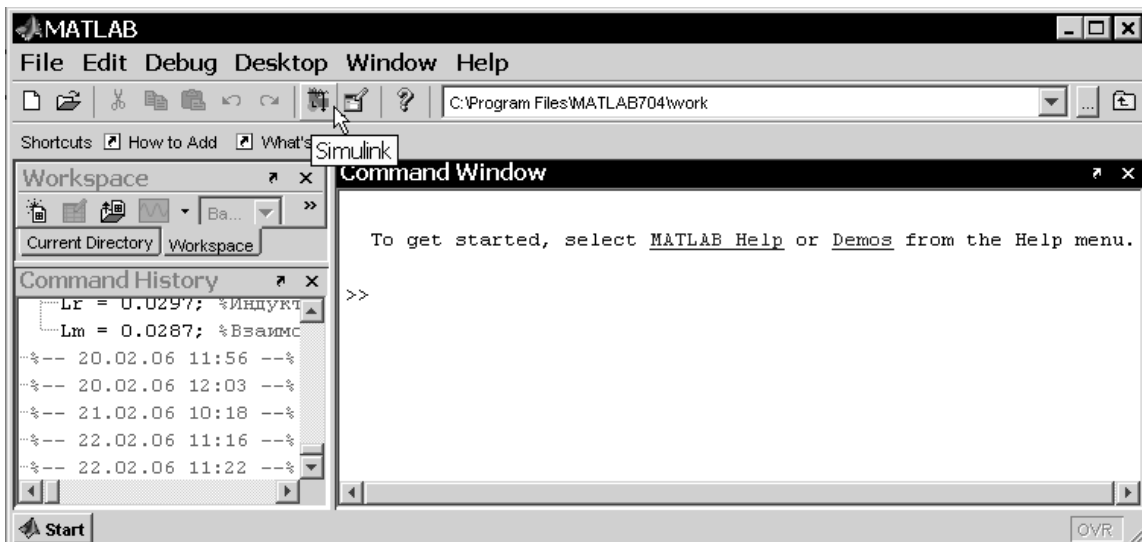 MATLAB
File Edit Debug Desktop Window Help
C:\Program Files\MATLAB704\work
...
Shortcuts How to Add What's
Simulink
Workspace
Ba...
Current Directory Workspace
Command History
Lr = 0.0297; %Индукт
Lm = 0.0287; %Взаимо
%-- 20.02.06 11:56 --%
%-- 20.02.06 12:03 --%
%-- 21.02.06 10:18 --%
%-- 22.02.06 11:16 --%
%-- 22.02.06 11:22 --%
Command Window
To get started, select MATLAB Help or Demos from the Help menu.
>>
Start
OVR